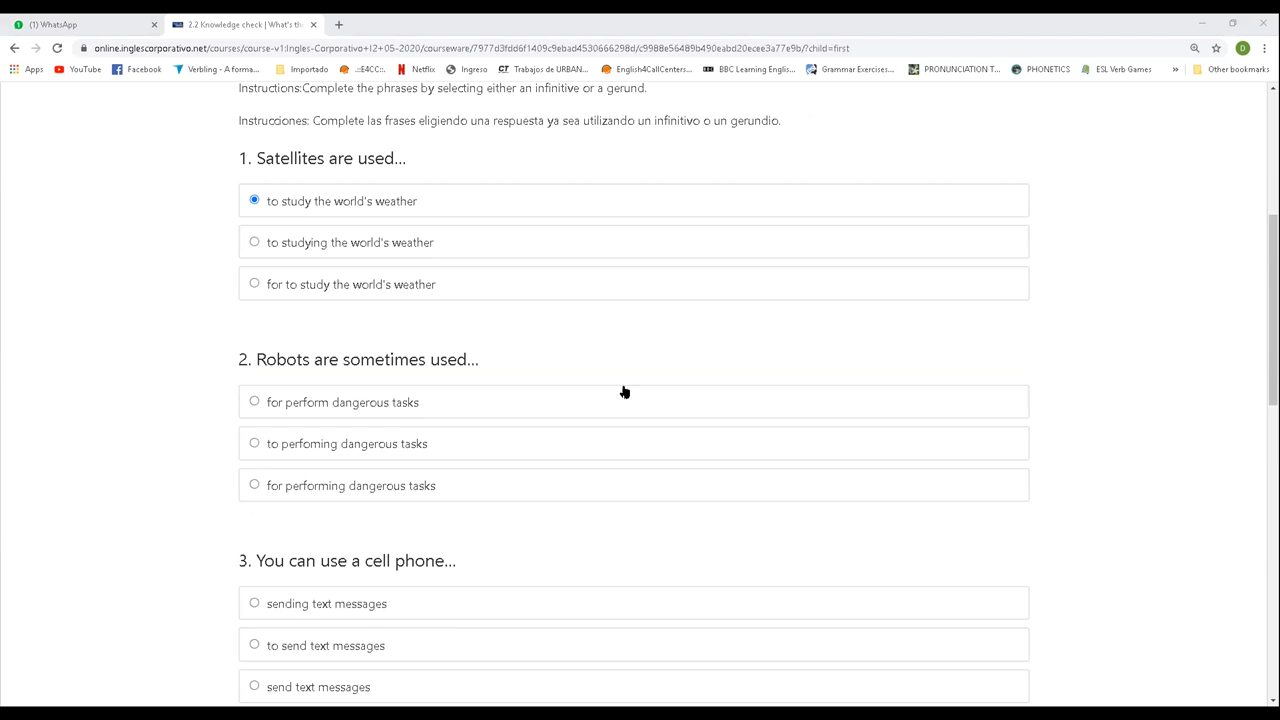 (1) WhatsApp
2.2 Knowledge check | What's th
online.inglescorporativo.net/courses/course-v1:Ingles-Corporativo+I2+05-2020/courseware/7977d3fdd6f1409c9ebad4530666298d/c9988e56489b490eabd20ecee3a77e9b/?child=first
D
Apps YouTube Facebook Verbling - A forma... Importado .::E4CC::. Netflix Ingreso Trabajos de URBAN... English4CallCenters... BBC Learning Englis... Grammar Exercises... PRONUNCIATION T... PHONETICS ESL Verb Games » Other bookmarks
Instructions:Complete the phrases by selecting either an infinitive or a gerund.
Instrucciones: Complete las frases eligiendo una respuesta ya sea utilizando un infinitivo o un gerundio.
1. Satellites are used...
to study the world's weather
to studying the world's weather
for to study the world's weather
2. Robots are sometimes used...
for perform dangerous tasks
to perfoming dangerous tasks
for performing dangerous tasks
3. You can use a cell phone...
sending text messages
to send text messages
send text messages